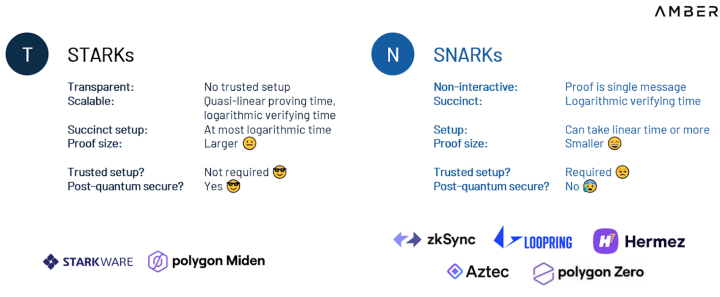 AMBER
T STARKs
Transparent: No trusted setup
Scalable: Quasi-linear proving time,
logarithmic verifying time
Succinct setup: At most logarithmic time
Proof size: Larger 😐
Trusted setup? Not required 😎
Post-quantum secure? Yes 😎
STARKWARE polygon Miden
N SNARKs
Non-interactive: Proof is single message
Succinct: Logarithmic verifying time
Setup: Can take linear time or more
Proof size: Smaller 😄
Trusted setup? Required 😞
Post-quantum secure? No 😰
zkSync LOOPRING Hermez
Aztec polygon Zero